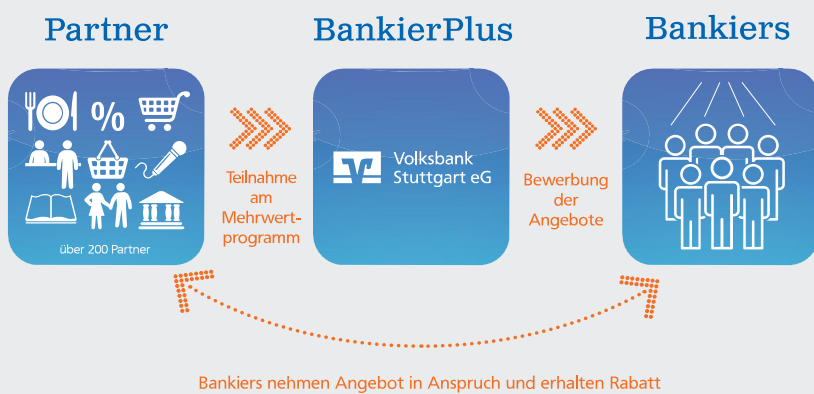 Partner
BankierPlus
Bankiers
%
über 200 Partner
Teilnahme
am
Mehrwert-
programm
Volksbank
Stuttgart eG
Bewerbung
der
Angebote
Bankiers nehmen Angebot in Anspruch und erhalten Rabatt